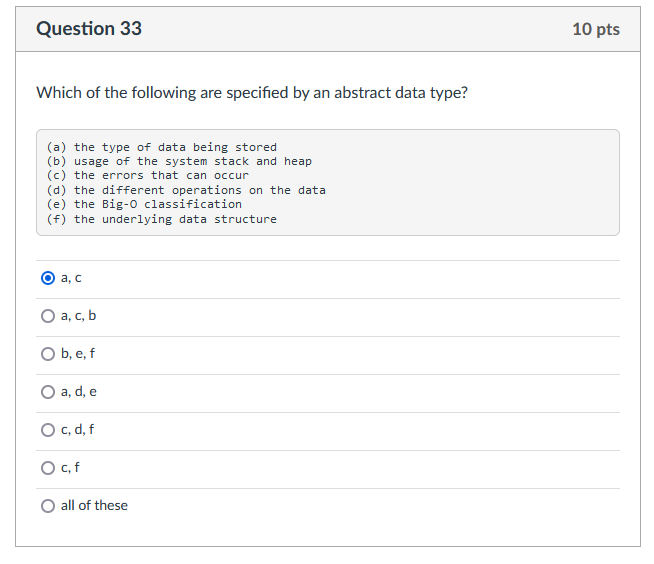 Question 33 10 pts
Which of the following are specified by an abstract data type?
(a) the type of data being stored
(b) usage of the system stack and heap
(c) the errors that can occur
(d) the different operations on the data
(e) the Big-O classification
(f) the underlying data structure
a, c
a, c, b
b, e, f
a, d, e
c, d, f
c, f
all of these